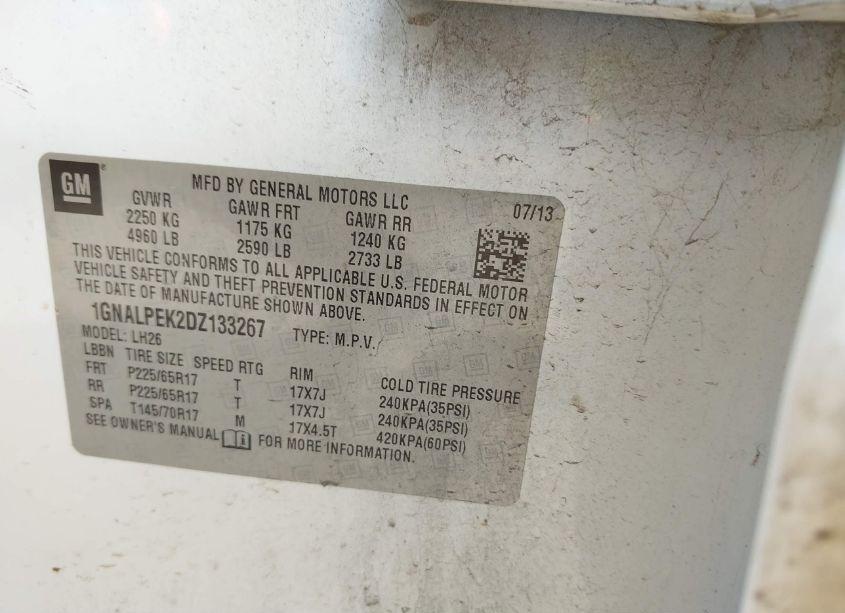 GM
MFD BY GENERAL MOTORS LLC 07/13
GVWR GAWR FRT GAWR RR
2250 KG 1175 KG 1240 KG
4960 LB 2590 LB 2733 LB
THIS VEHICLE CONFORMS TO ALL APPLICABLE U.S. FEDERAL MOTOR
VEHICLE SAFETY AND THEFT PREVENTION STANDARDS IN EFFECT ON
THE DATE OF MANUFACTURE SHOWN ABOVE.
1GNALPEK2DZ133267 TYPE: M.P.V.
MODEL: LH26
LBBN TIRE SIZE SPEED RTG RIM COLD TIRE PRESSURE
FRT P225/65R17 T 17X7J 240KPA(35PSI)
RR P225/65R17 T 17X7J 240KPA(35PSI)
SPA T145/70R17 M 17X4.5T 420KPA(60PSI)
SEE OWNER'S MANUAL FOR MORE INFORMATION.